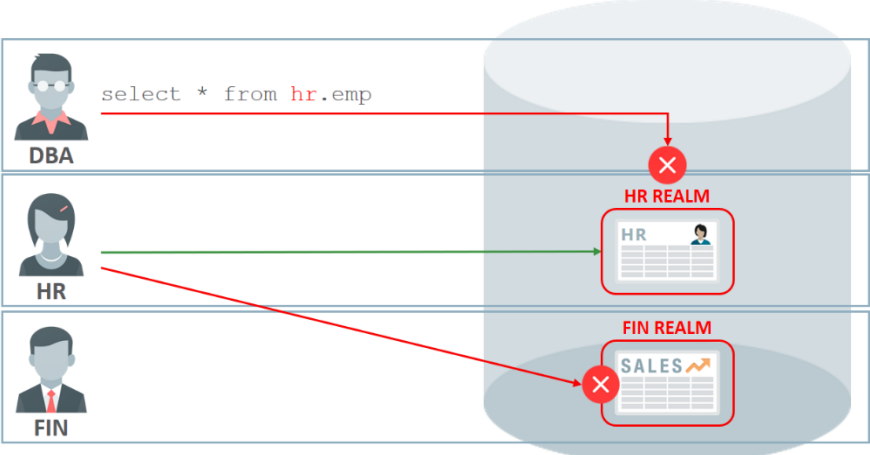 select * from hr.emp
DBA
HR REALM
HR
HR
FIN REALM
SALES
FIN